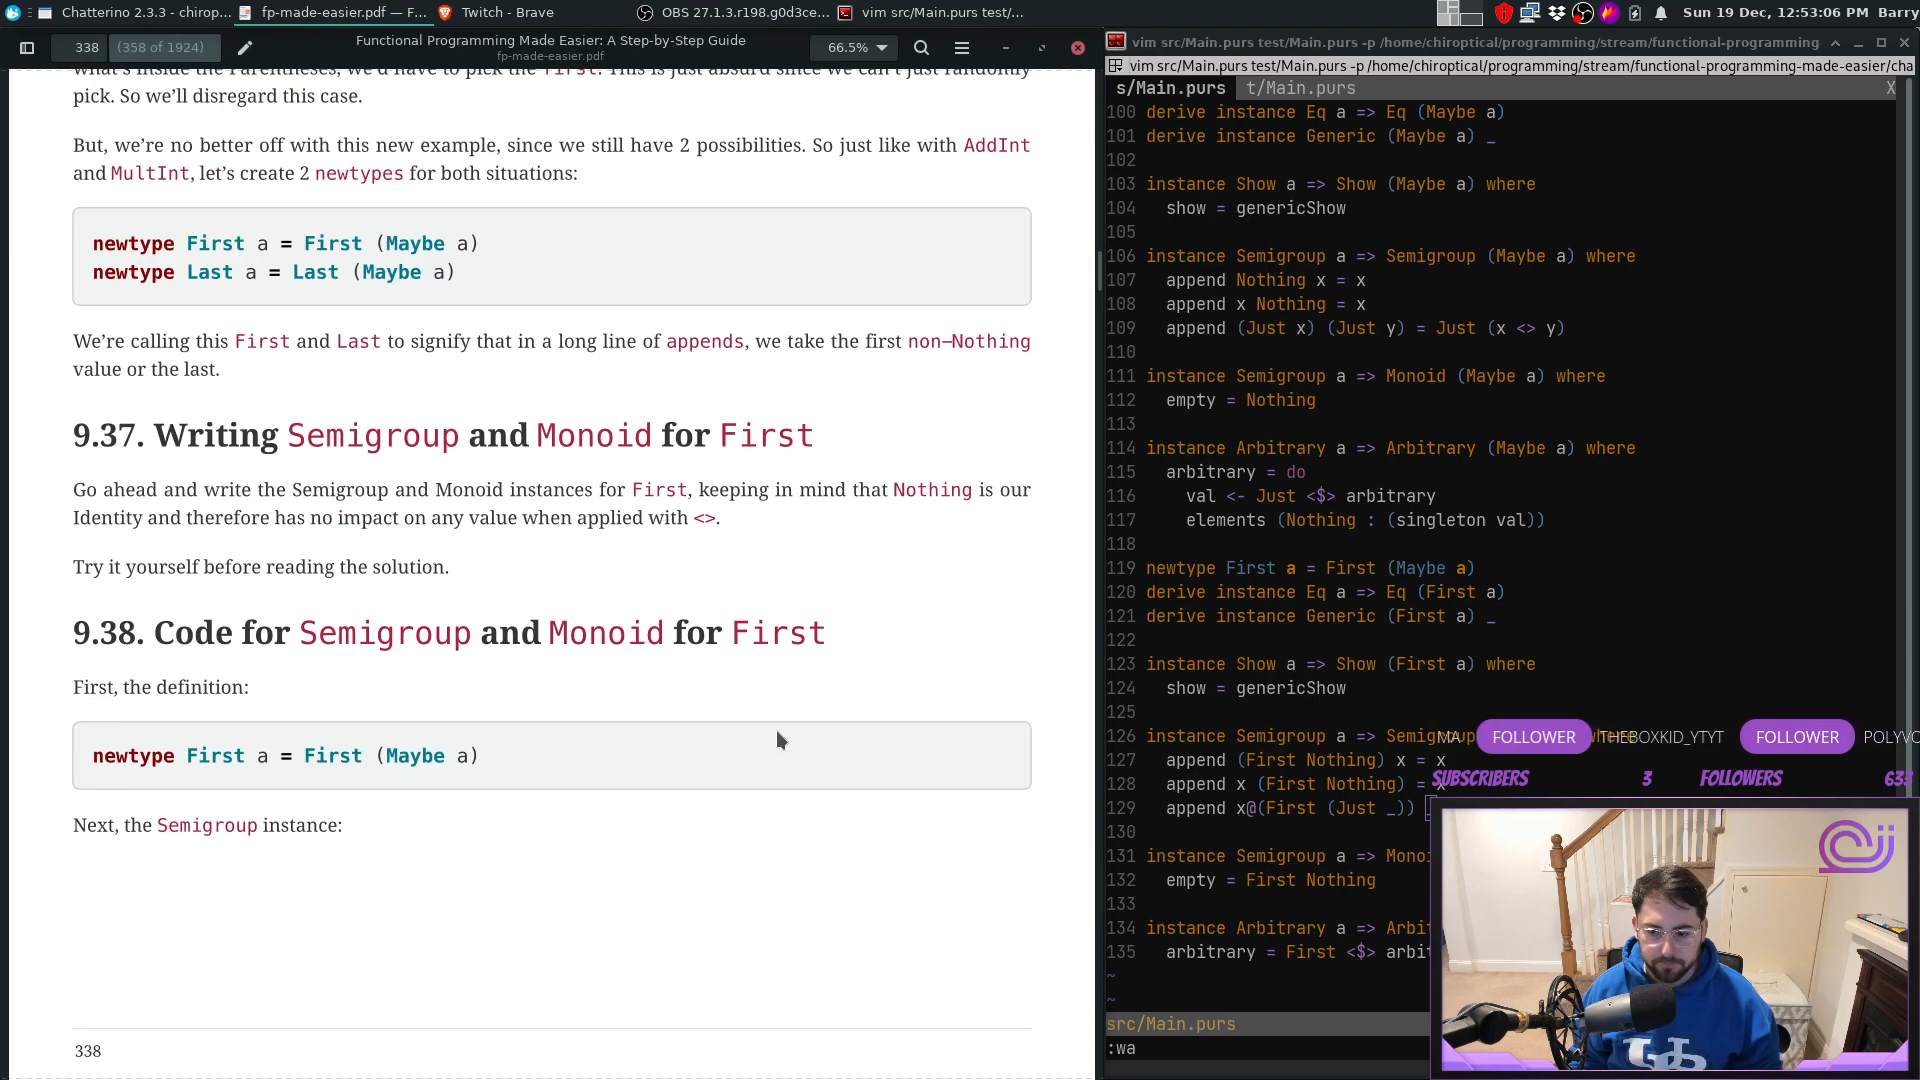 Chatterino 2.3.3 - chirop...
fp-made-easier.pdf — F...
Twitch - Brave
OBS 27.1.3.r198.g0d3ce...
vim src/Main.purs test/...
Sun 19 Dec, 12:53:06 PM
Barry
338
(358 of 1924)
Functional Programming Made Easier: A Step-by-Step Guide
fp-made-easier.pdf
66.5%
pick. So we’ll disregard this case.
But, we’re no better off with this new example, since we still have 2 possibilities. So just like with AddInt
and MultInt, let’s create 2 newtypes for both situations:
newtype First a = First (Maybe a)
newtype Last a = Last (Maybe a)
We’re calling this First and Last to signify that in a long line of appends, we take the first non–Nothing
value or the last.
9.37. Writing Semigroup and Monoid for First
Go ahead and write the Semigroup and Monoid instances for First, keeping in mind that Nothing is our
Identity and therefore has no impact on any value when applied with <>.
Try it yourself before reading the solution.
9.38. Code for Semigroup and Monoid for First
First, the definition:
newtype First a = First (Maybe a)
Next, the Semigroup instance:
338
vim src/Main.purs test/Main.purs -p /home/chiroptical/programming/stream/functional-programming
vim src/Main.purs test/Main.purs -p /home/chiroptical/programming/stream/functional-programming-made-easier/cha
s/Main.purs t/Main.purs X
100 derive instance Eq a => Eq (Maybe a)
101 derive instance Generic (Maybe a) _
102
103 instance Show a => Show (Maybe a) where
104 show = genericShow
105
106 instance Semigroup a => Semigroup (Maybe a) where
107 append Nothing x = x
108 append x Nothing = x
109 append (Just x) (Just y) = Just (x <> y)
110
111 instance Semigroup a => Monoid (Maybe a) where
112 empty = Nothing
113
114 instance Arbitrary a => Arbitrary (Maybe a) where
115 arbitrary = do
116 val <- Just <$> arbitrary
117 elements (Nothing : (singleton val))
118
119 newtype First a = First (Maybe a)
120 derive instance Eq a => Eq (First a)
121 derive instance Generic (First a) _
122
123 instance Show a => Show (First a) where
124 show = genericShow
125
126 instance Semigroup a => Semigroup
127 append (First Nothing) x = x
128 append x (First Nothing) = x
129 append x@(First (Just _))
130
131 instance Semigroup a => Monoi
132 empty = First Nothing
133
134 instance Arbitrary a => Arbi
135 arbitrary = First <$> arbi
~
~
src/Main.purs
:wa
MA FOLLOWER THEBOXKID_YTYT FOLLOWER POLYVO
SUBSCRIBERS 3 FOLLOWERS 633